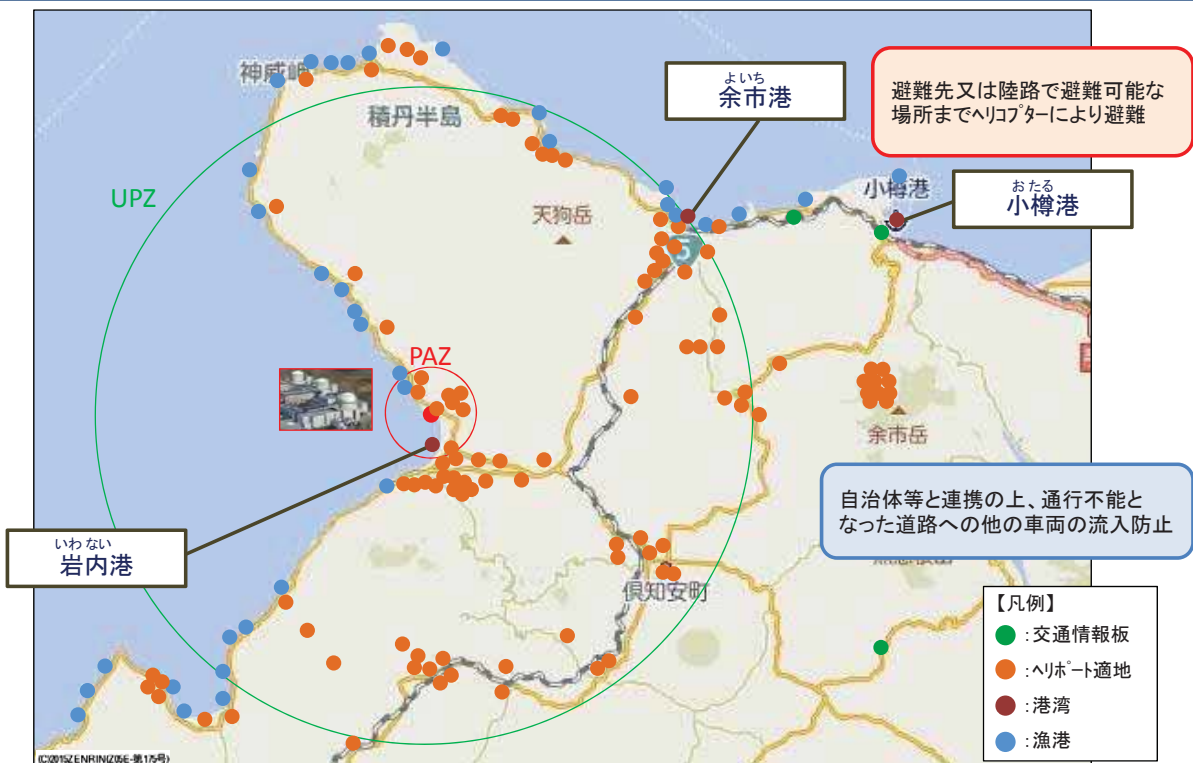 神威岬
積丹半島
UPZ
天狗岳
よいち
余市港
避難先又は陸路で避難可能な
場所までヘリコプターにより避難
小樽港
おたる
小樽港
5
PAZ
余市岳
自治体等と連携の上、通行不能と
なった道路への他の車両の流入防止
いわない
岩内港
倶知安町
【凡例】
:交通情報板
:ヘリポート適地
:港湾
:漁港